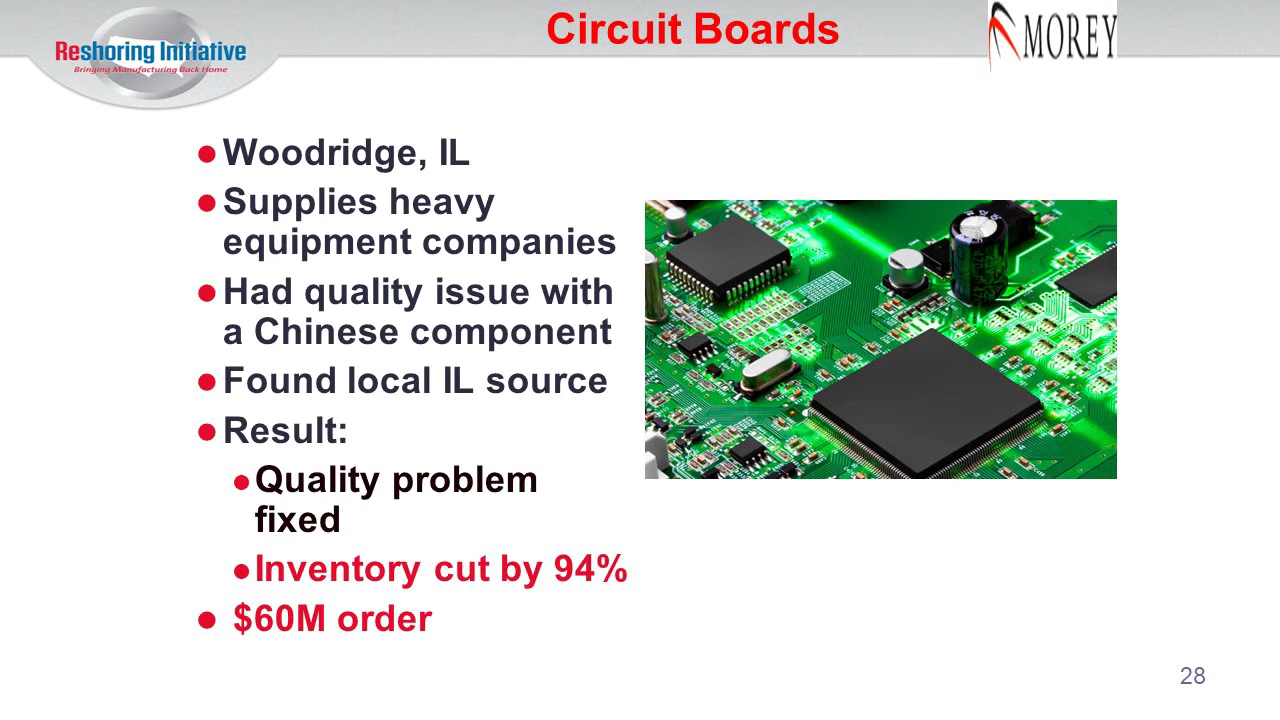 Circuit Boards
Reshoring Initiative
Bringing Manufacturing Back Home
MOREY
● Woodridge, IL
● Supplies heavy
equipment companies
● Had quality issue with
a Chinese component
● Found local IL source
● Result:
● Quality problem
fixed
● Inventory cut by 94%
● $60M order
28